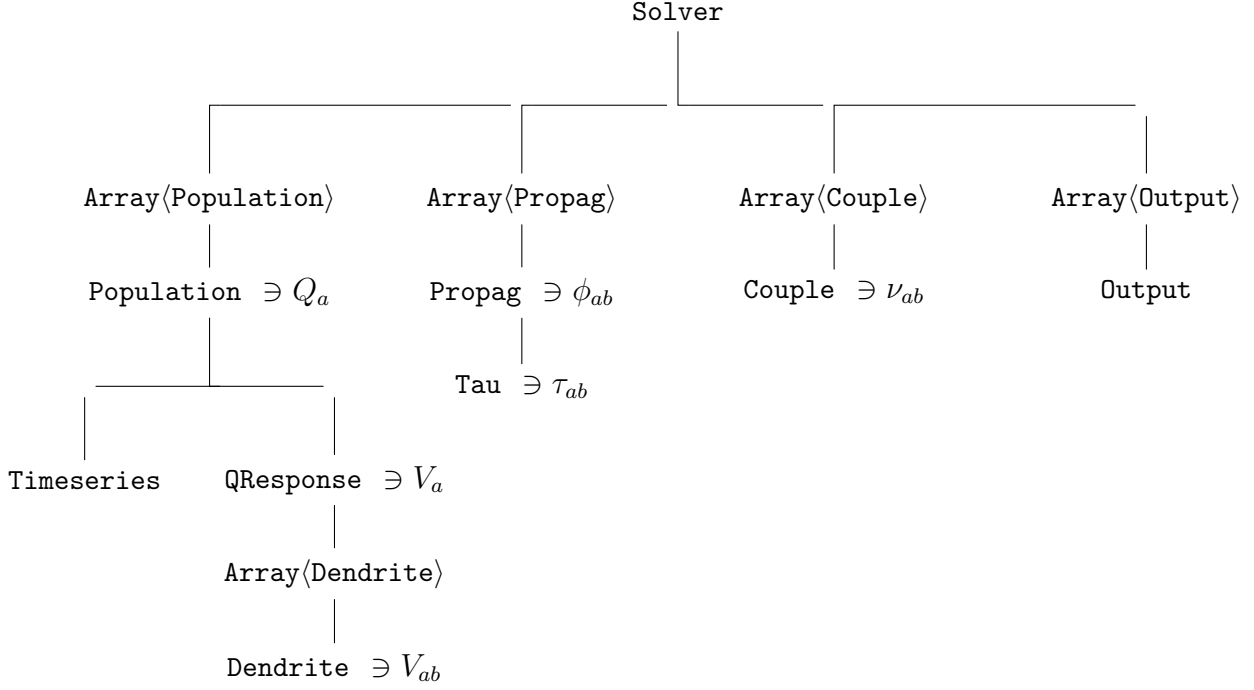 Solver
Array⟨Population⟩ Array⟨Propag⟩ Array⟨Couple⟩ Array⟨Output⟩
Population ∋ Q_a Propag ∋ ϕ_ab Couple ∋ ν_ab Output
Tau ∋ τ_ab
Timeseries QResponse ∋ V_a
Array⟨Dendrite⟩
Dendrite ∋ V_ab